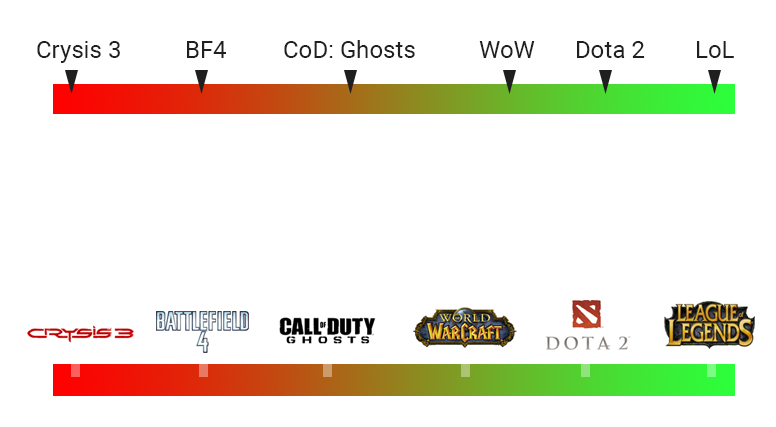 Crysis 3 BF4 CoD: Ghosts WoW Dota 2 LoL
CRYSIS 3 BATTLEFIELD 4 CALL OF DUTY GHOSTS WORLD WARCRAFT DOTA 2 LEAGUE of LEGENDS